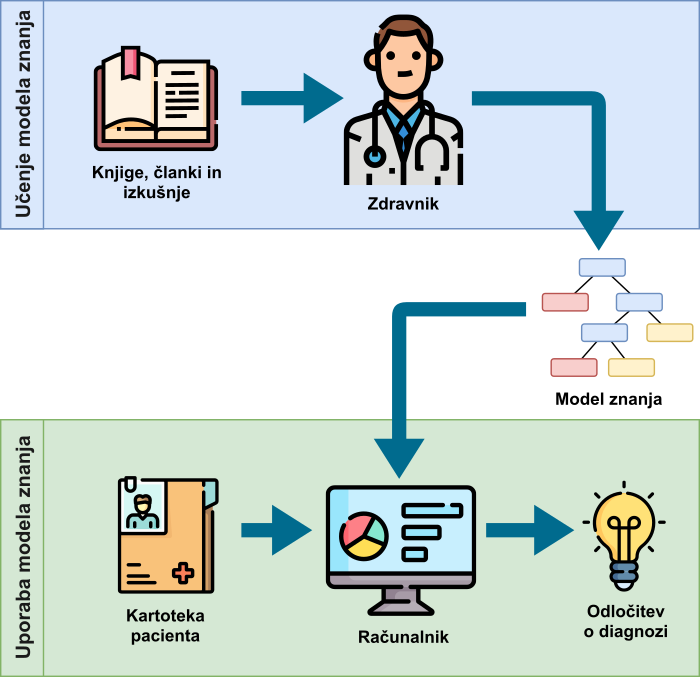 Učenje modela znanja
Knjige, članki in
izkušnje
Zdravnik
Model znanja
Uporaba modela znanja
Kartoteka
pacienta
Računalnik
Odločitev
o diagnozi